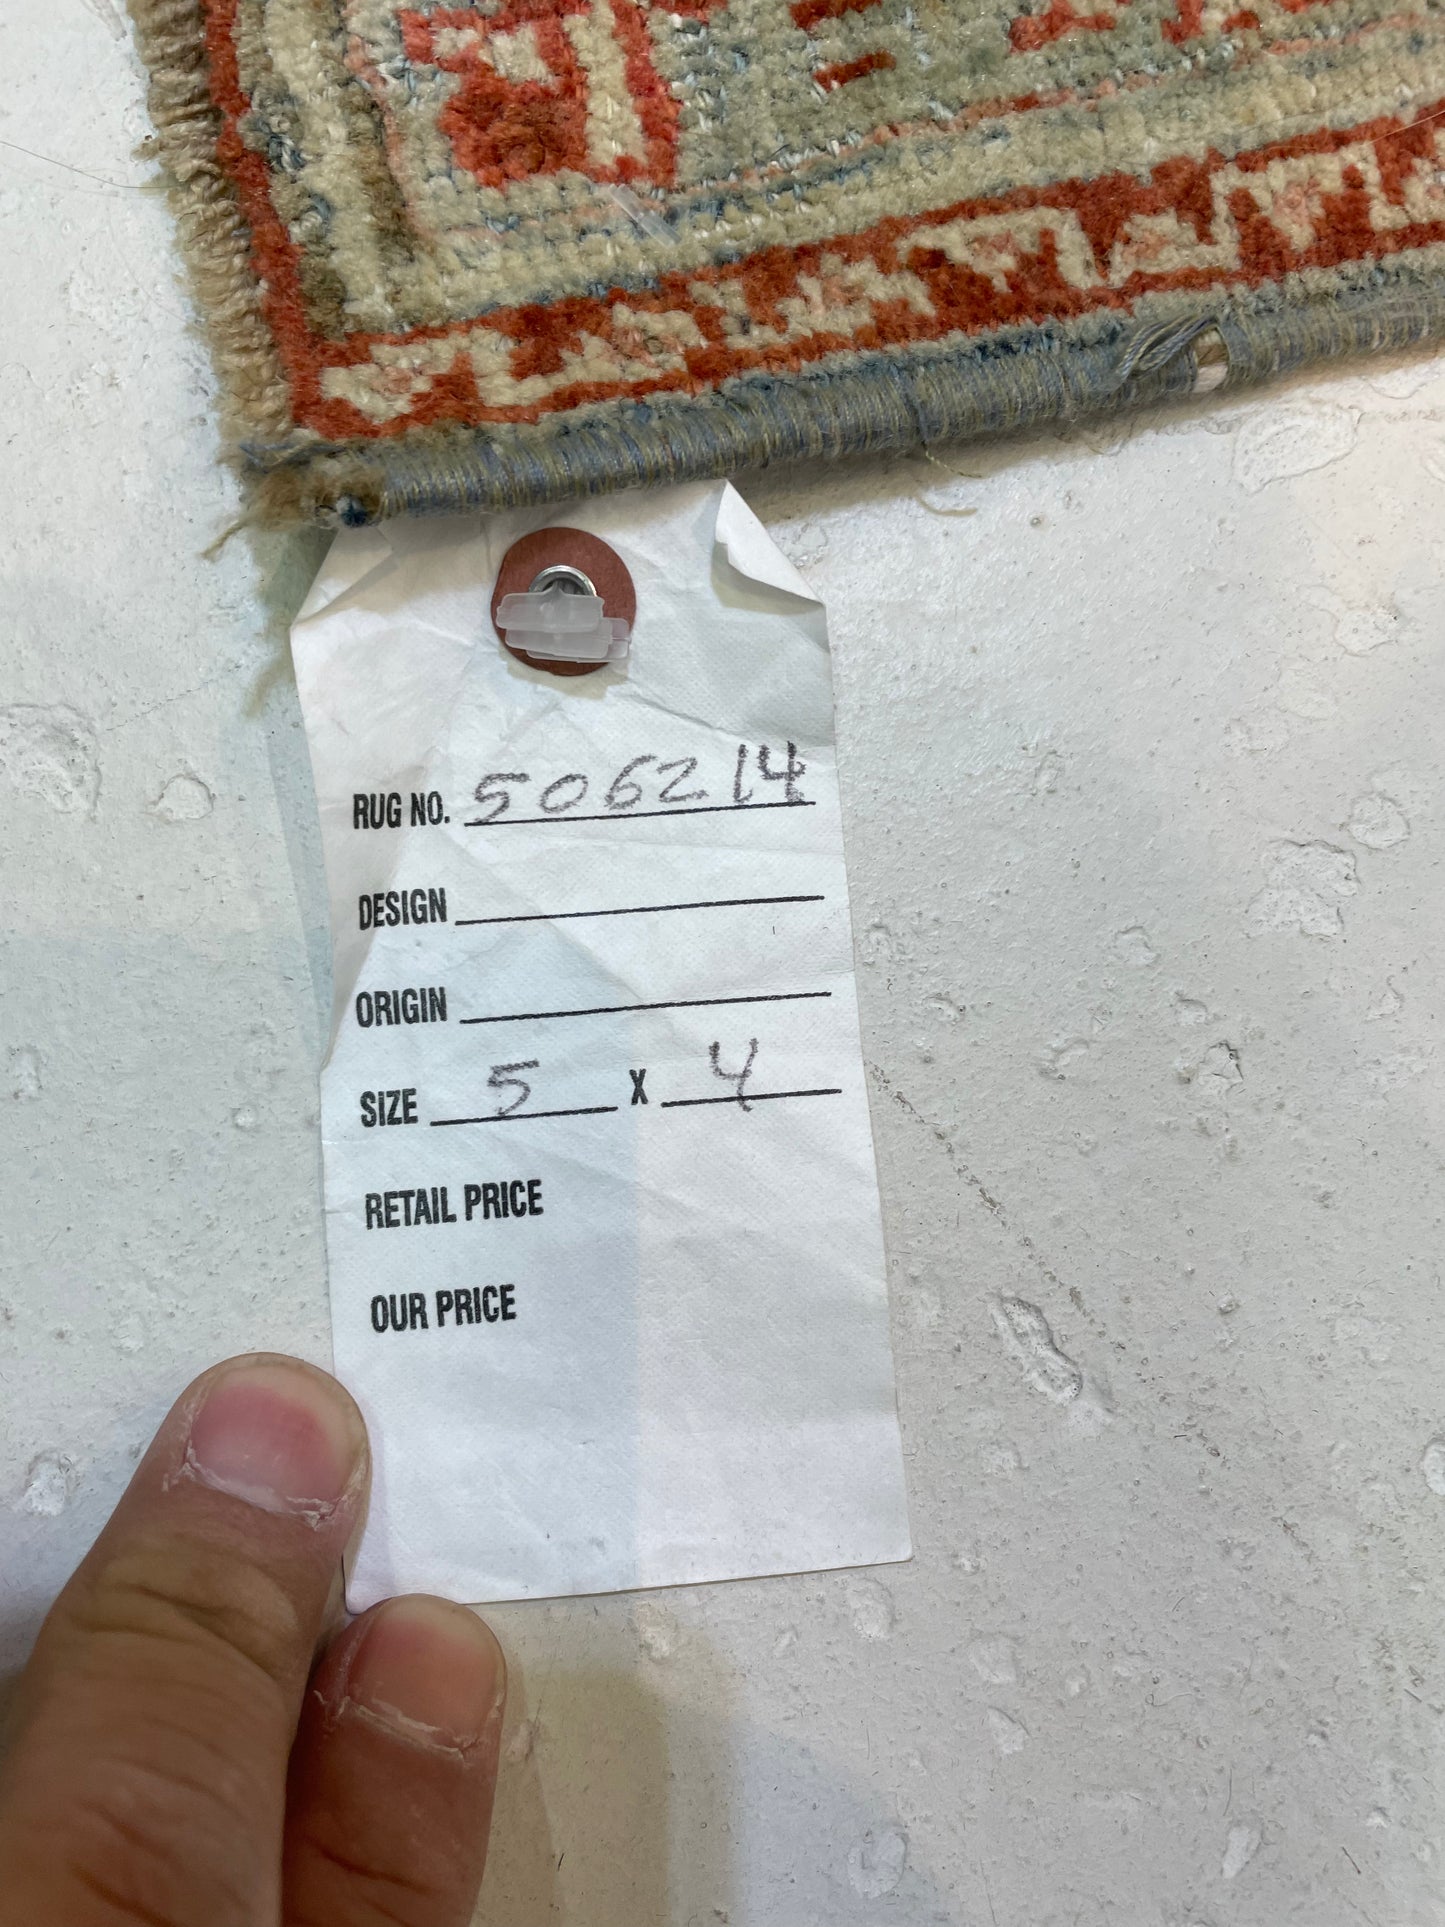 RUG NO. 506214
DESIGN
ORIGIN
SIZE 5 X 4
RETAIL PRICE
OUR PRICE